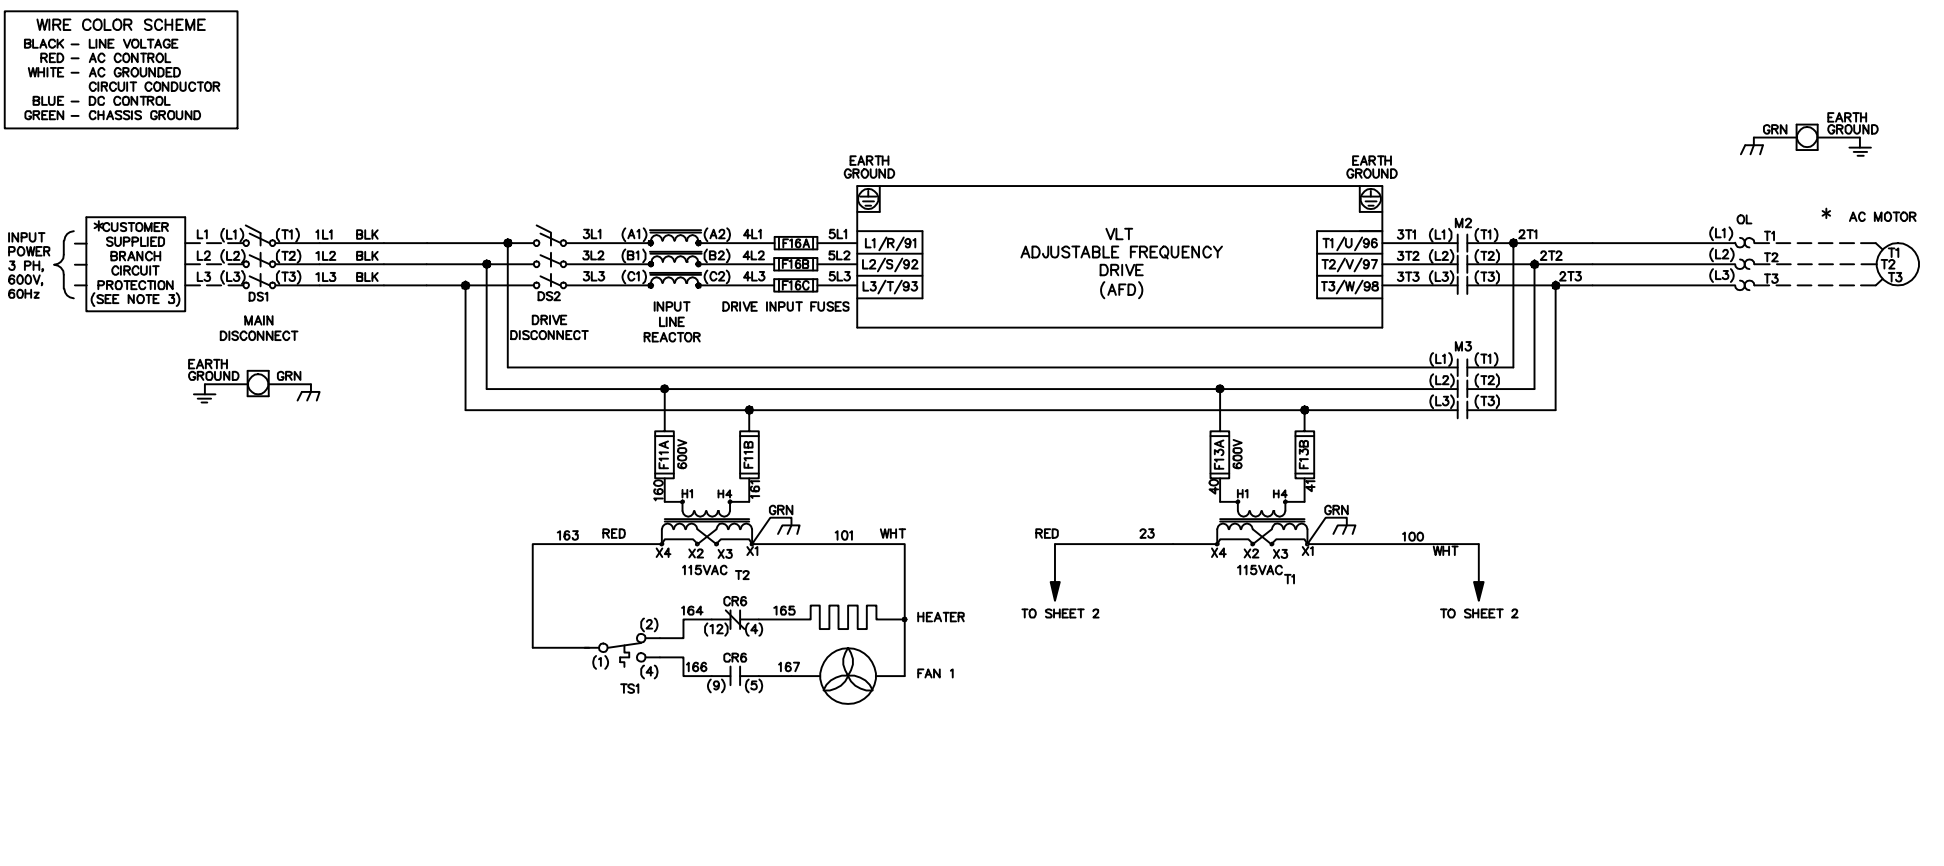 WIRE COLOR SCHEME
BLACK – LINE VOLTAGE
RED – AC CONTROL
WHITE – AC GROUNDED
CIRCUIT CONDUCTOR
BLUE – DC CONTROL
GREEN – CHASSIS GROUND
GRN
EARTH
GROUND
EARTH
GROUND
EARTH
GROUND
* AC MOTOR
INPUT
POWER
3 PH,
600V,
60Hz
*CUSTOMER
SUPPLIED
BRANCH
CIRCUIT
PROTECTION
(SEE NOTE 3)
L1 (L1) (T1) 1L1 BLK
L2 (L2) (T2) 1L2 BLK
L3 (L3) (T3) 1L3 BLK
DS1
MAIN
DISCONNECT
EARTH
GROUND
GRN
3L1 (A1) (A2) 4L1 F16A 5L1 L1/R/91
3L2 (B1) (B2) 4L2 F16B 5L2 L2/S/92
3L3 (C1) (C2) 4L3 F16C 5L3 L3/T/93
DS2
DRIVE
DISCONNECT
INPUT
LINE
REACTOR
DRIVE INPUT FUSES
VLT
ADJUSTABLE FREQUENCY
DRIVE
(AFD)
M2
T1/U/96 3T1 (L1) (T1) 2T1
T2/V/97 3T2 (L2) (T2) 2T2
T3/W/98 3T3 (L3) (T3) 2T3
OL
(L1) T1
(L2) T2
(L3) T3
T1
T2
T3
M3
(L1) (T1)
(L2) (T2)
(L3) (T3)
F11A
600V
F11B
160
161
H1 H4
GRN
163 RED
101 WHT
X4 X2 X3 X1
115VAC T2
F13A
600V
F13B
40
41
H1 H4
GRN
RED 23
100
WHT
X4 X2 X3 X1
115VAC T1
TO SHEET 2
TO SHEET 2
CR6
164 165
(12) (4)
HEATER
(2)
(1)
(4)
TS1
CR6
166 167
(9) (5)
FAN 1